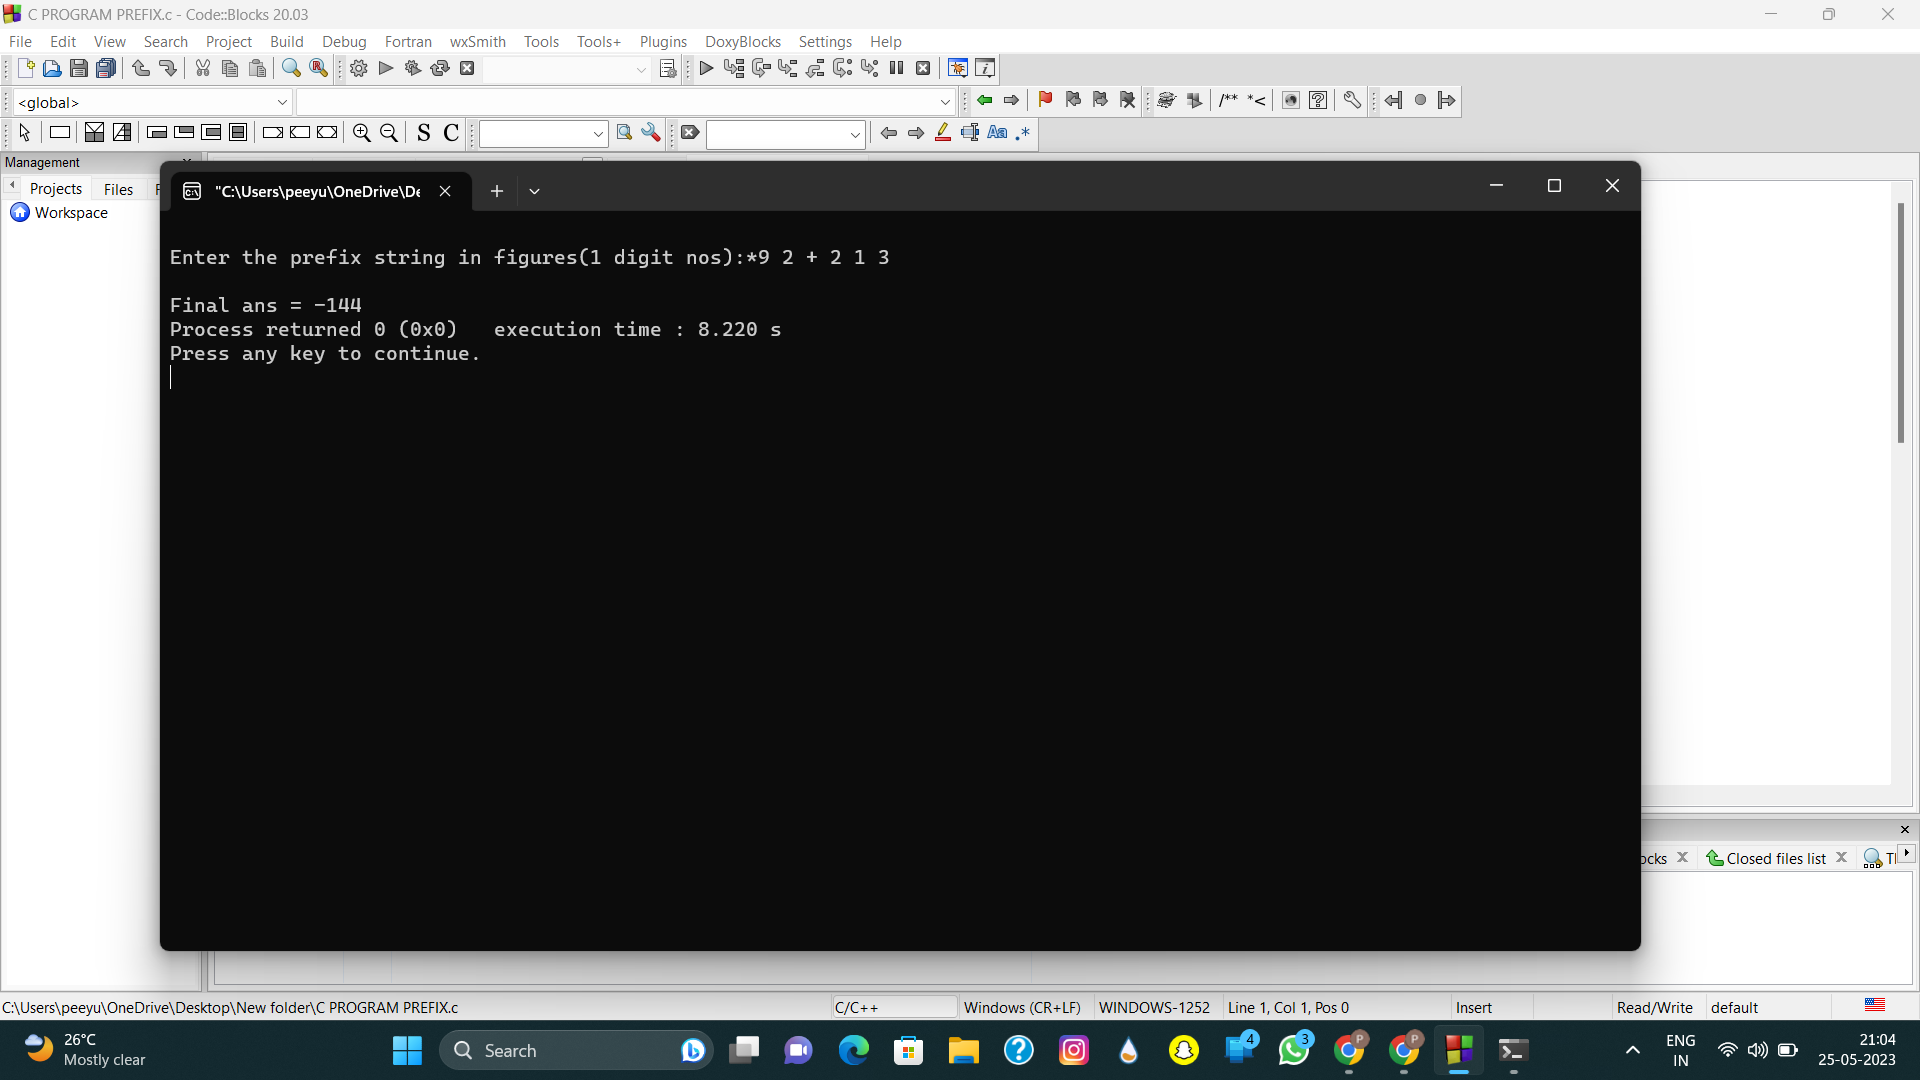 C PROGRAM PREFIX.c - Code::Blocks 20.03
File Edit View Search Project Build Debug Fortran wxSmith Tools Tools+ Plugins DoxyBlocks Settings Help
<global>
/** *<
S C
Aa .*
Management
Projects Files
Workspace
"C:\Users\peeyu\OneDrive\De
Enter the prefix string in figures(1 digit nos):*9 2 + 2 1 3
Final ans = -144
Process returned 0 (0x0)   execution time : 8.220 s
Press any key to continue.
ocks Closed files list
C:\Users\peeyu\OneDrive\Desktop\New folder\C PROGRAM PREFIX.c C/C++ Windows (CR+LF) WINDOWS-1252 Line 1, Col 1, Pos 0 Insert Read/Write default
26°C
Mostly clear
Search
4
3
P
P
ENG
IN
21:04
25-05-2023